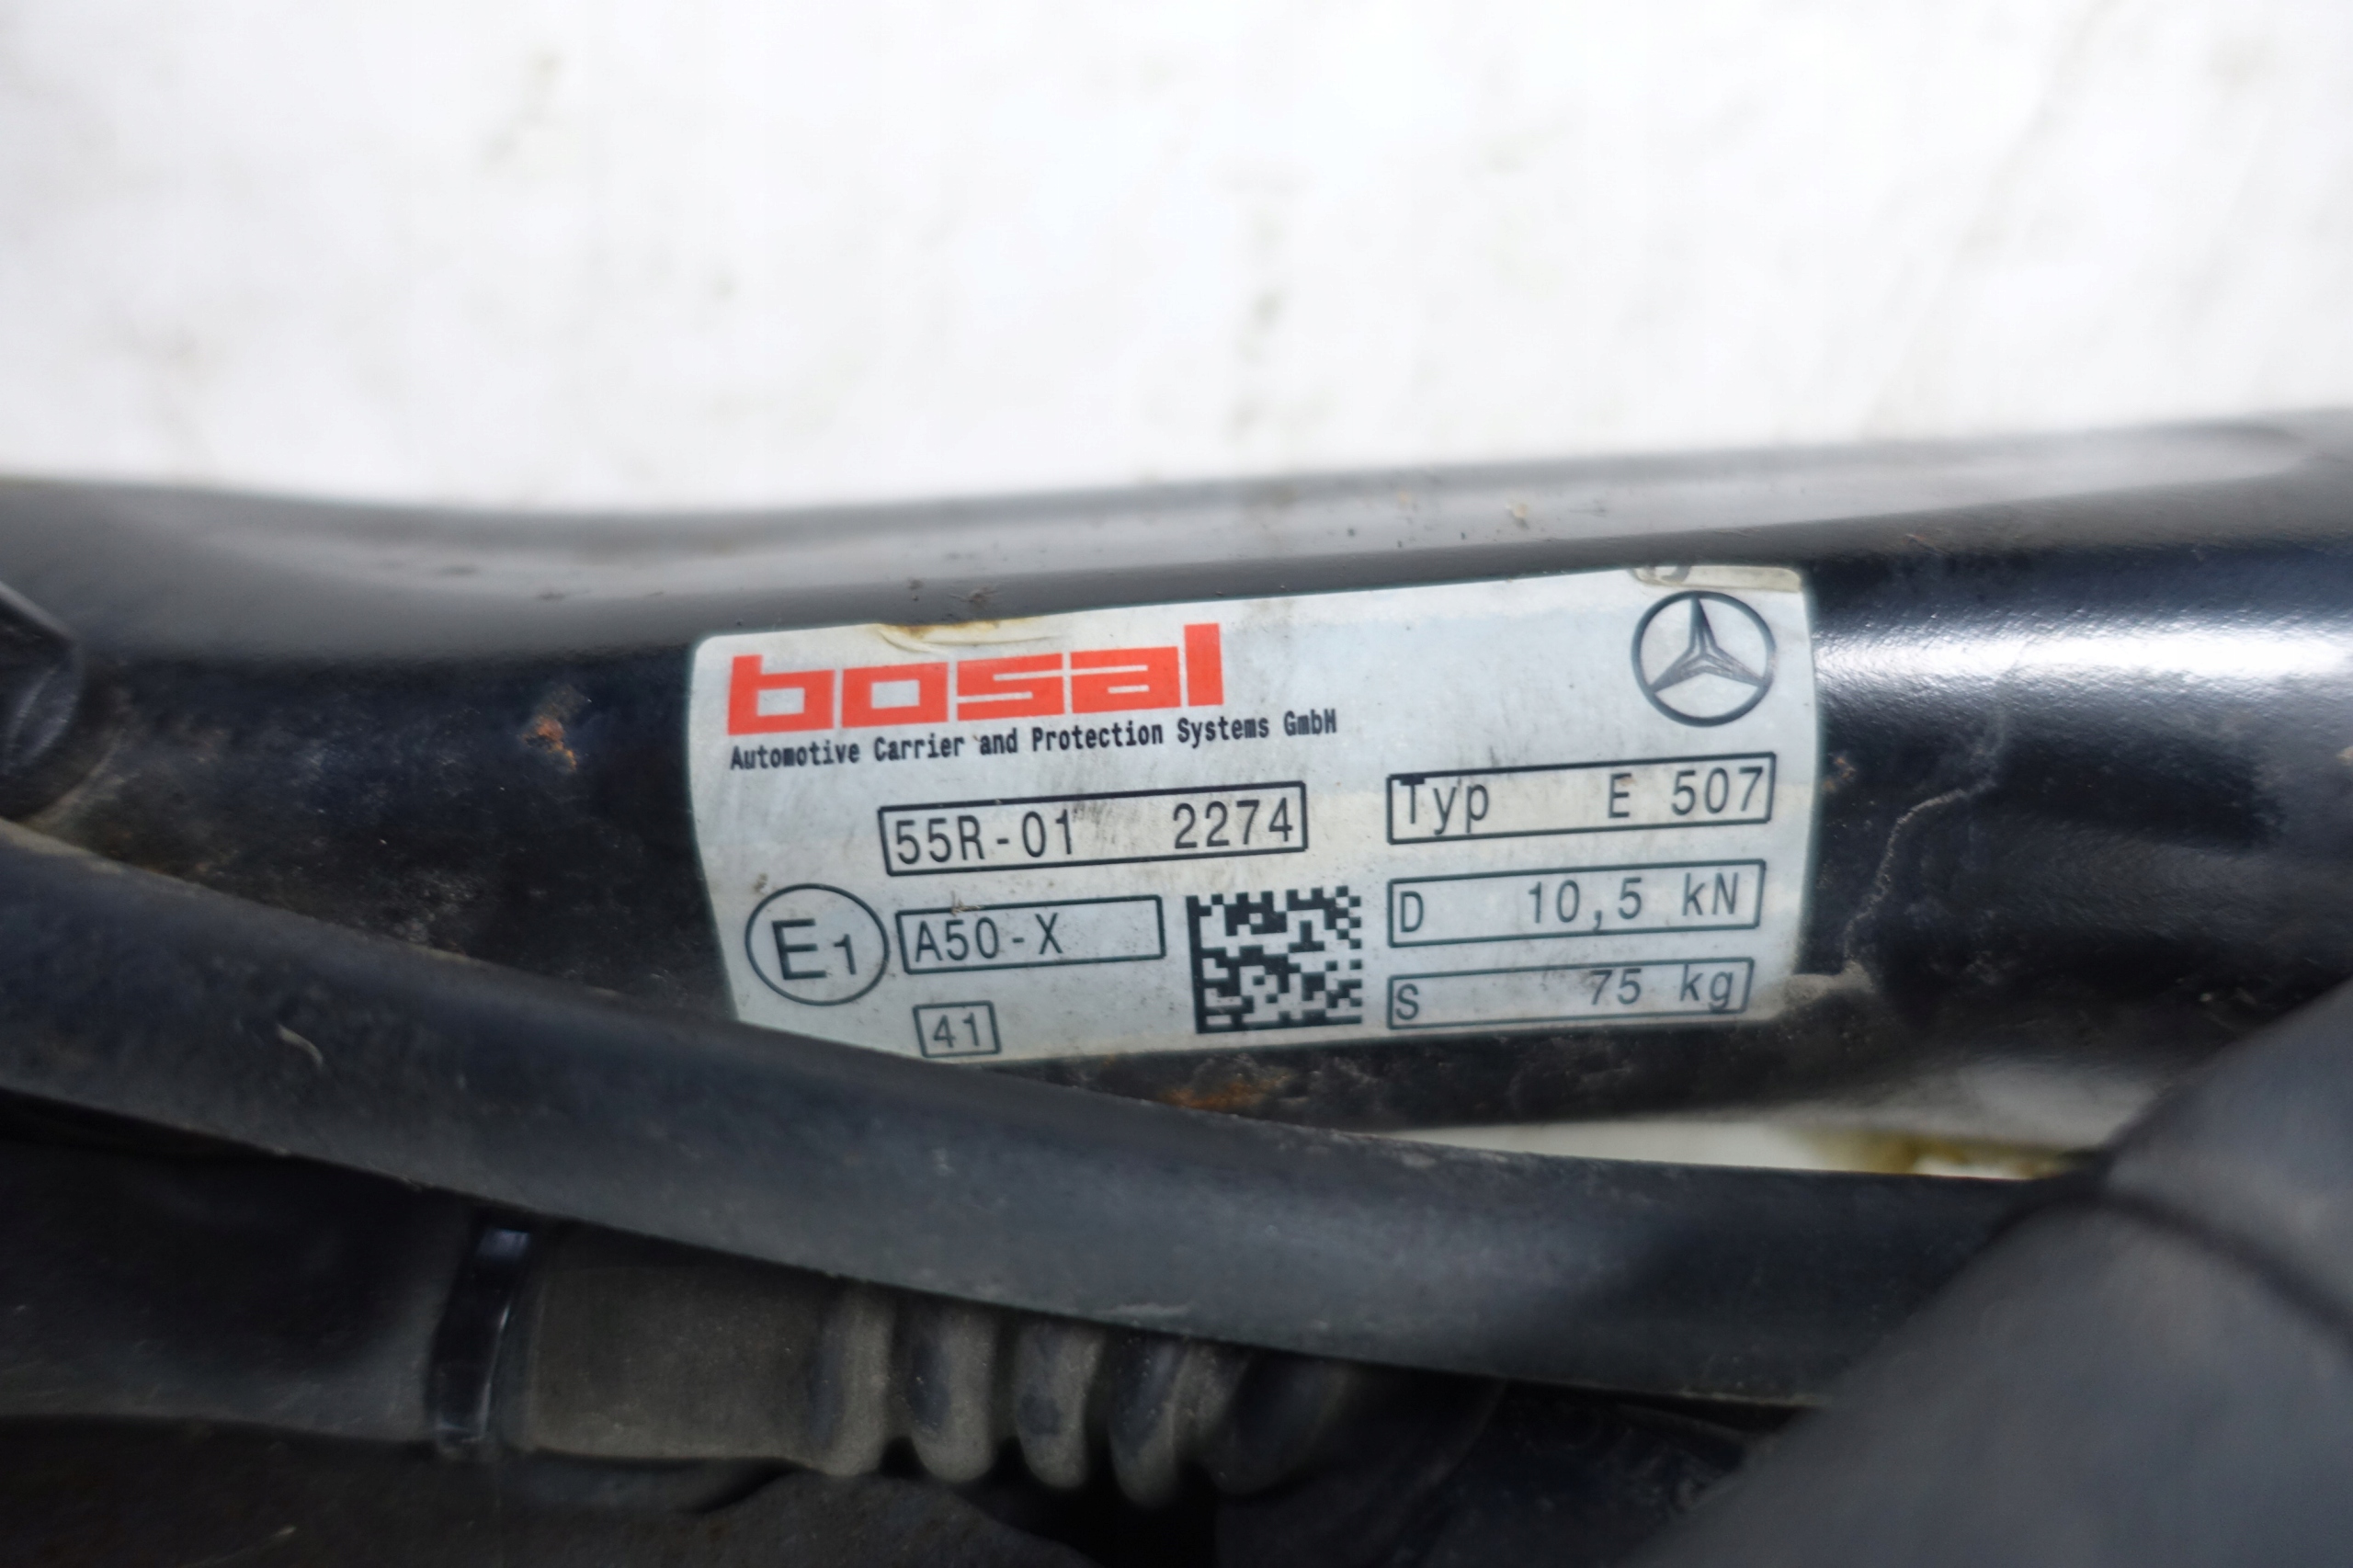 bosal
Automotive Carrier and Protection Systems GmbH
55R-01 2274
Typ E 507
E1
A50-X
D 10,5 kN
S 75 kg
41